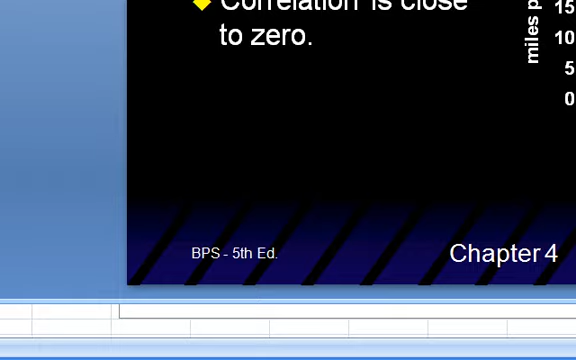 Correlation is close
to zero.
miles p
15
10
5
0
BPS - 5th Ed.
Chapter 4